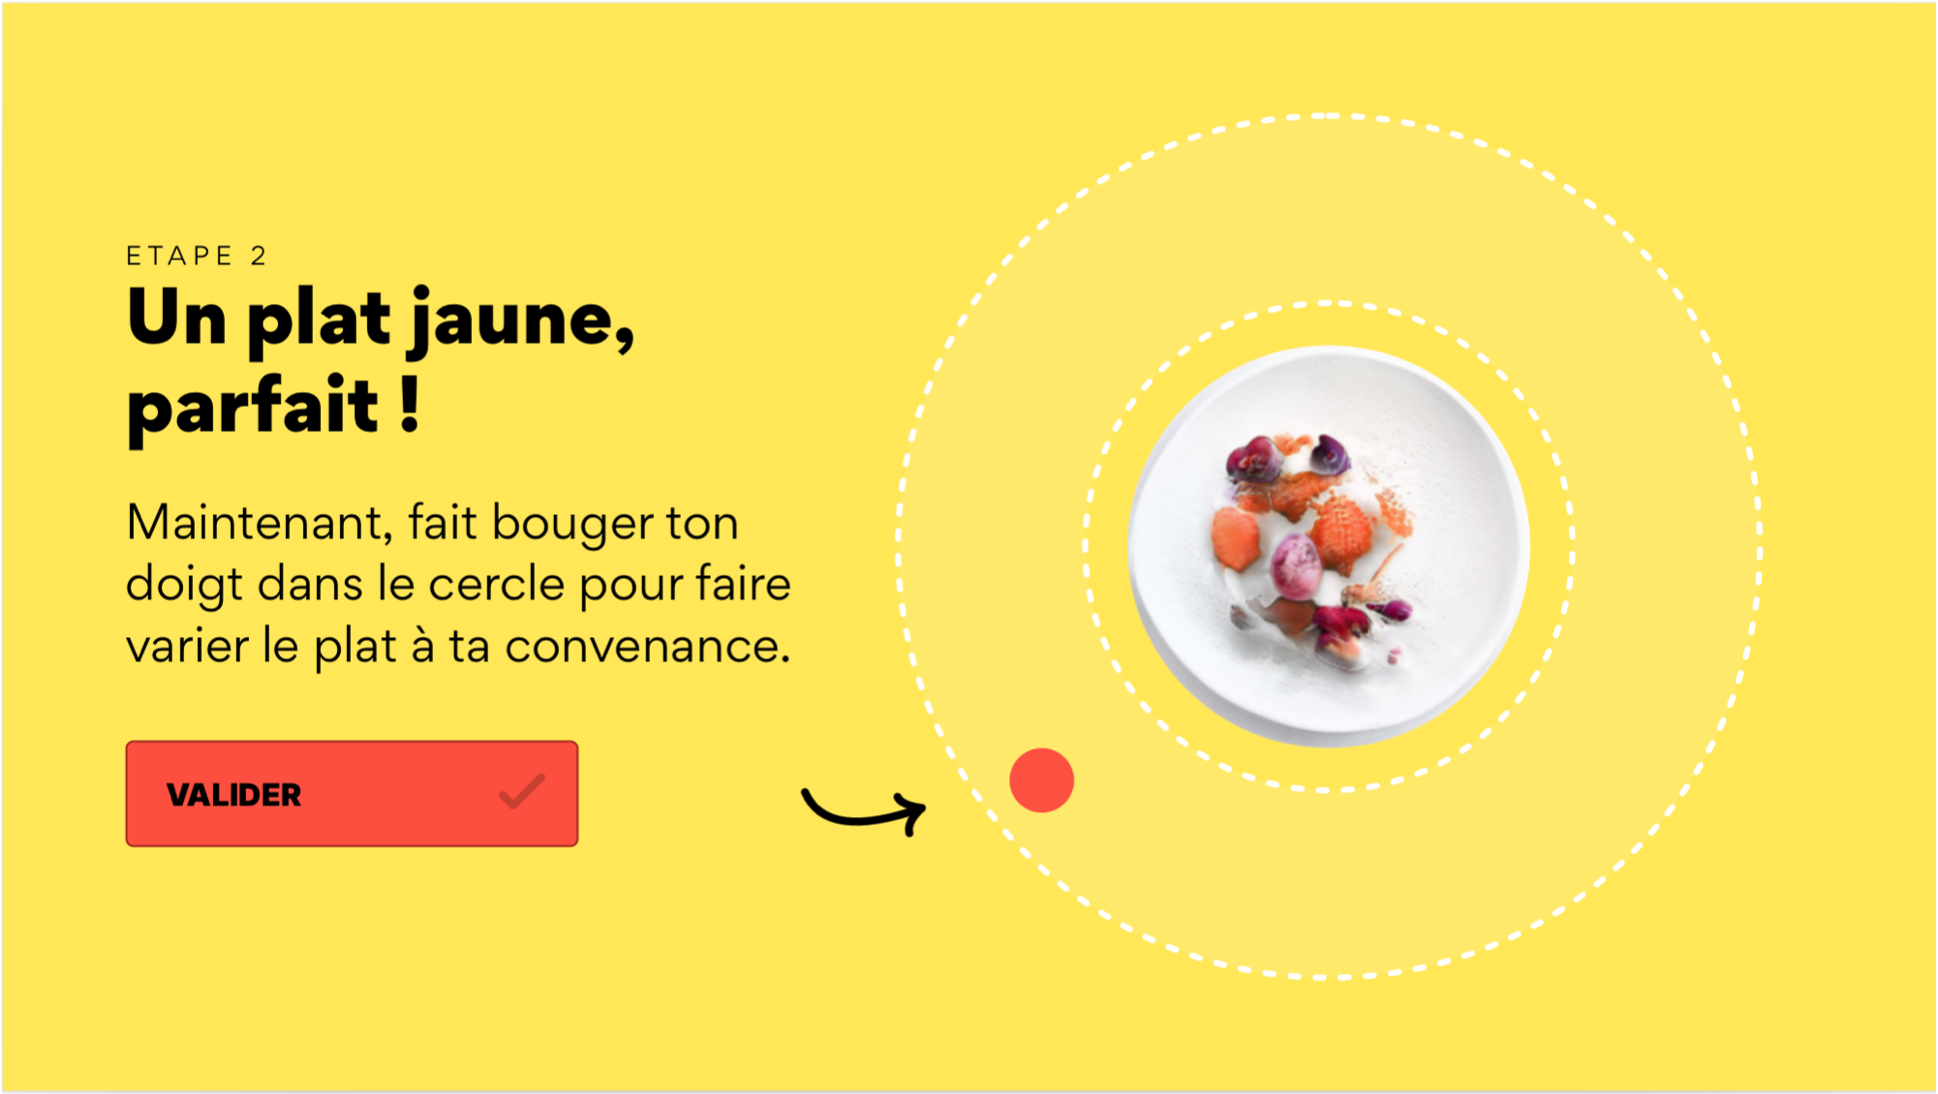 ETAPE 2
Un plat jaune,
parfait !
Maintenant, fait bouger ton
doigt dans le cercle pour faire
varier le plat à ta convenance.
VALIDER